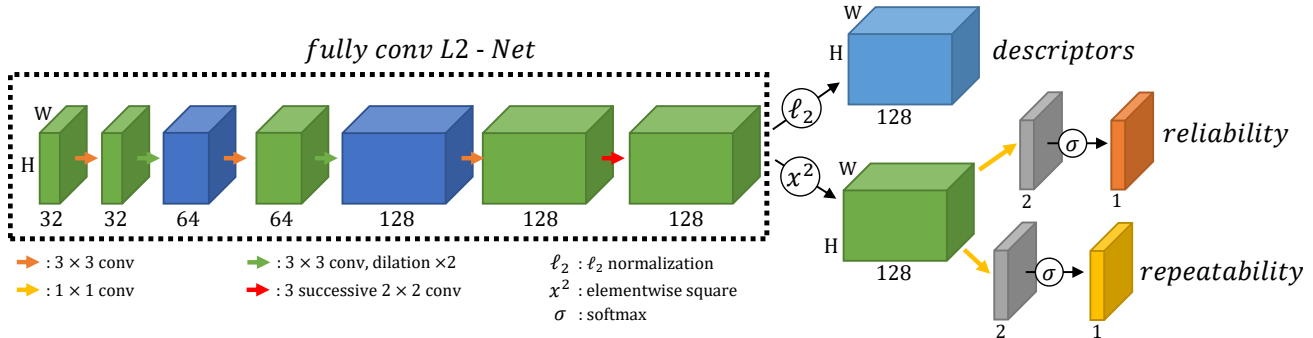 fully conv L2 - Net
W
H
32
32
64
64
128
128
128
ℓ₂
x²
W
H
128
descriptors
W
H
128
2
σ
1
reliability
2
σ
1
repeatability
: 3 × 3 conv
: 3 × 3 conv, dilation ×2
ℓ₂ : ℓ₂ normalization
: 1 × 1 conv
: 3 successive 2 × 2 conv
x² : elementwise square
σ : softmax